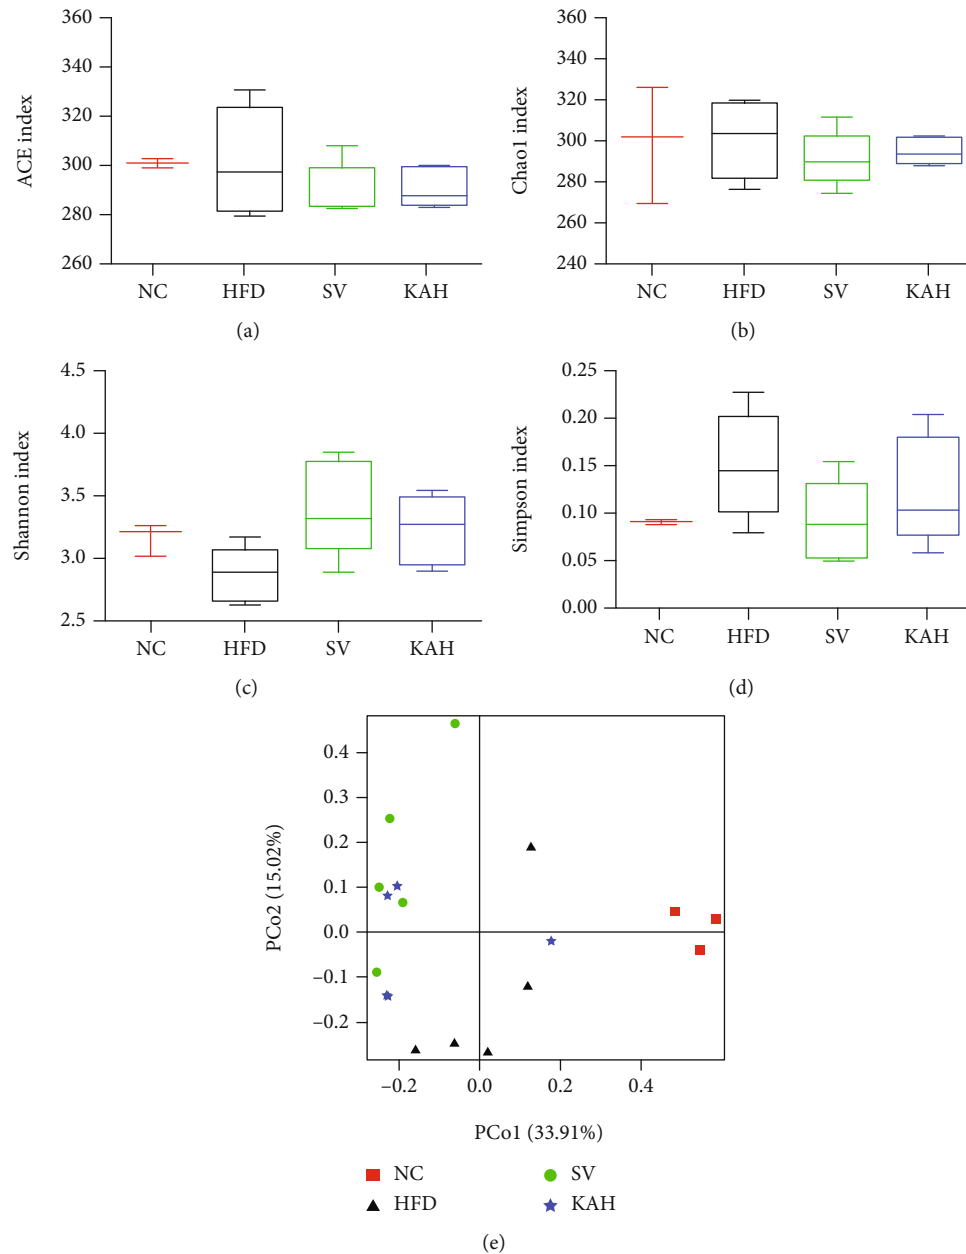 360
340
320
300
280
260
ACE index
NC HFD SV KAH
(a)
360
340
320
300
280
260
240
Chao1 index
NC HFD SV KAH
(b)
4.5
4.0
3.5
3.0
2.5
Shannon index
NC HFD SV KAH
(c)
0.25
0.20
0.15
0.10
0.05
0.00
Simpson index
NC HFD SV KAH
(d)
0.4
0.3
0.2
0.1
0.0
–0.1
–0.2
PCo2 (15.02%)
–0.2 0.0 0.2 0.4
PCo1 (33.91%)
NC SV
HFD KAH
(e)